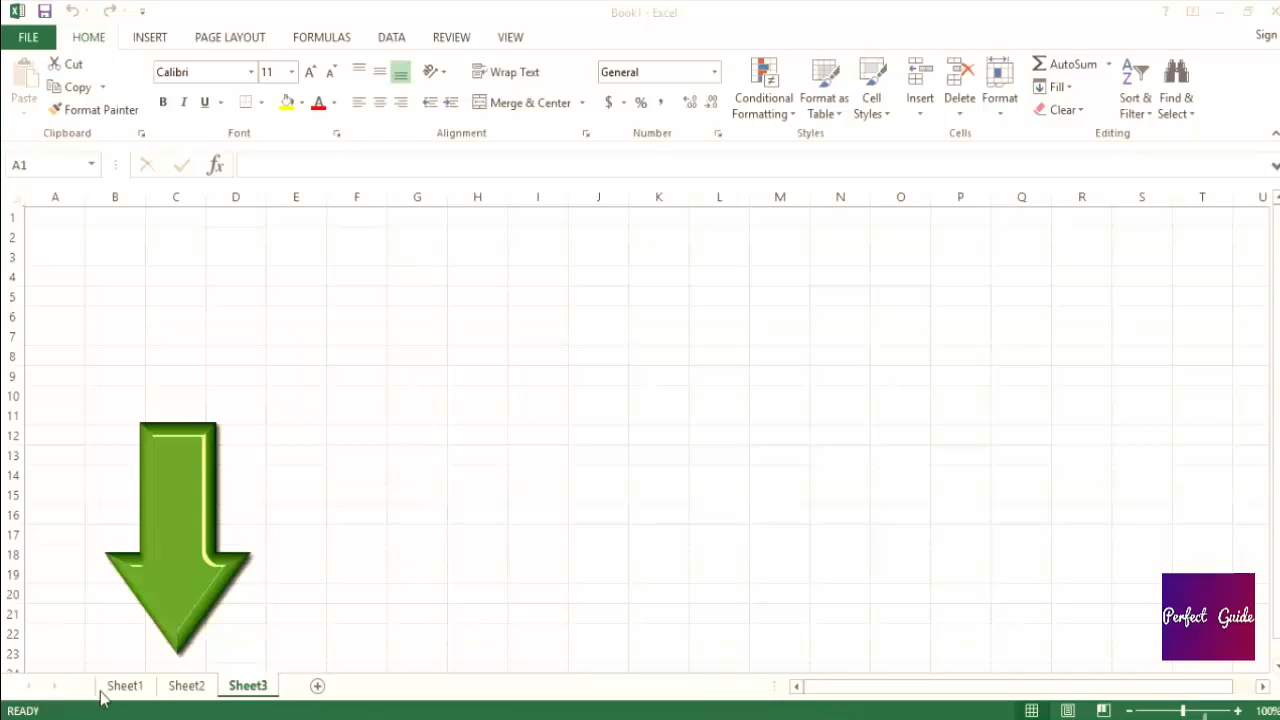 Book1 - Excel
?
FILE HOME INSERT PAGE LAYOUT FORMULAS DATA REVIEW VIEW Sign
Paste Cut Calibri 11 A A Wrap Text General Conditional Formatting Format as Table Cell Styles Insert Delete Format AutoSum Sort & Filter Find & Select
Copy Fill
Format Painter B I U A Merge & Center $ % , Clear
Clipboard Font Alignment Number Styles Cells Editing
A1 fx
A B C D E F G H I J K L M N O P Q R S T U
1
2
3
4
5
6
7
8
9
10
11
12
13
14
15
16
17
18
19
20
21
22
23
Perfect Guide
Sheet1 Sheet2 Sheet3
READY 100%